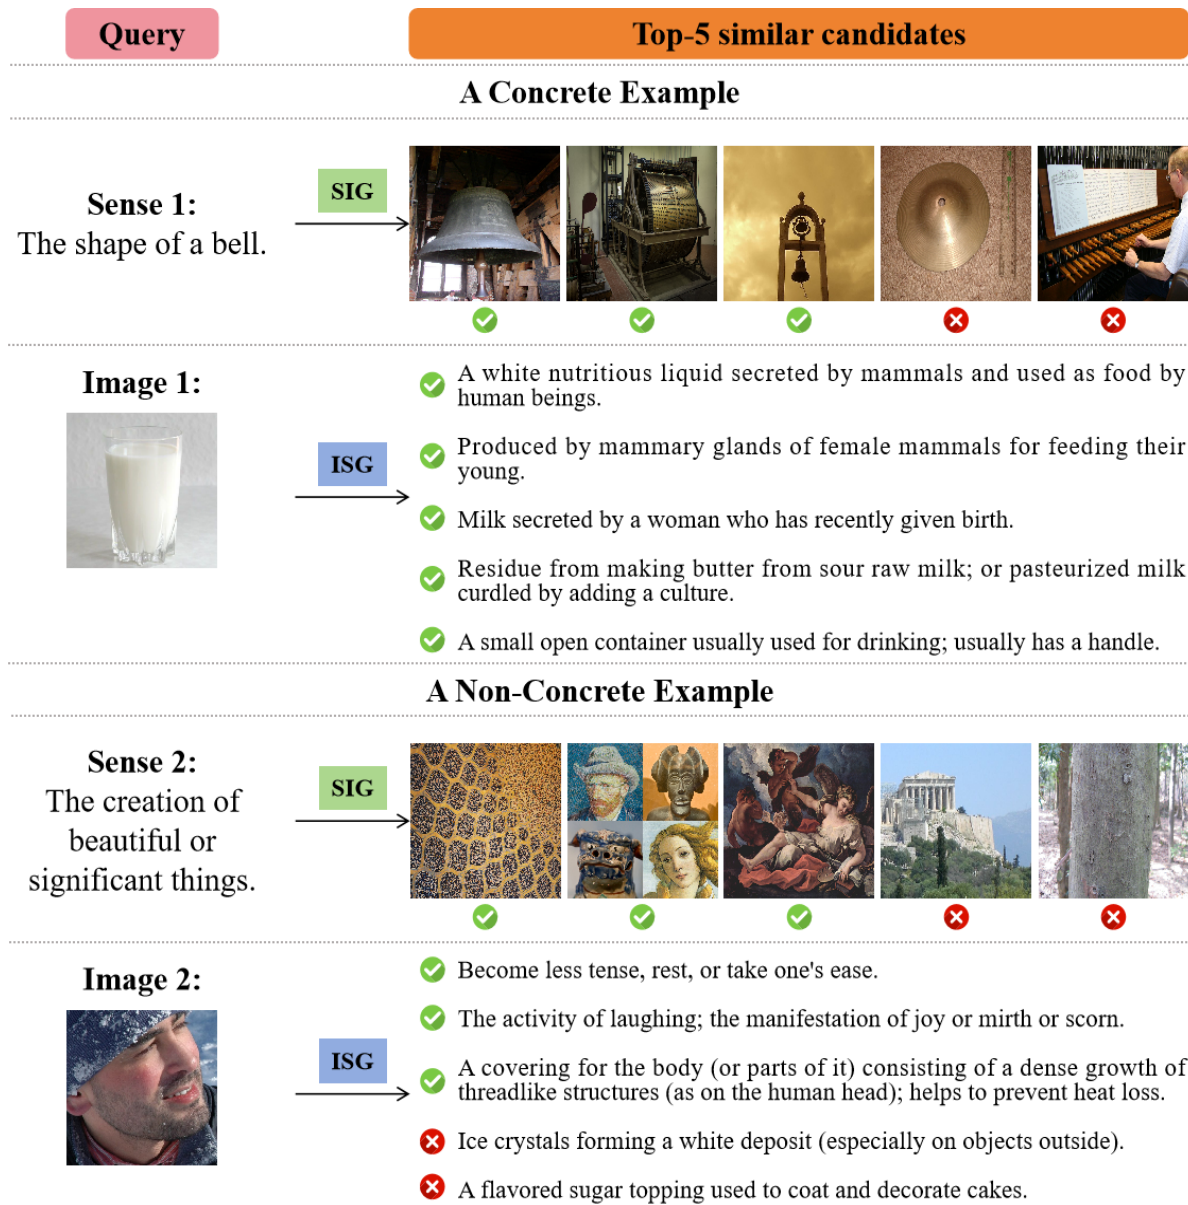 Query
Top-5 similar candidates
A Concrete Example
Sense 1:
The shape of a bell.
SIG
Image 1:
ISG
A white nutritious liquid secreted by mammals and used as food by
human beings.
Produced by mammary glands of female mammals for feeding their
young.
Milk secreted by a woman who has recently given birth.
Residue from making butter from sour raw milk; or pasteurized milk
curdled by adding a culture.
A small open container usually used for drinking; usually has a handle.
A Non-Concrete Example
Sense 2:
The creation of
beautiful or
significant things.
SIG
Image 2:
ISG
Become less tense, rest, or take one's ease.
The activity of laughing; the manifestation of joy or mirth or scorn.
A covering for the body (or parts of it) consisting of a dense growth of
threadlike structures (as on the human head); helps to prevent heat loss.
Ice crystals forming a white deposit (especially on objects outside).
A flavored sugar topping used to coat and decorate cakes.